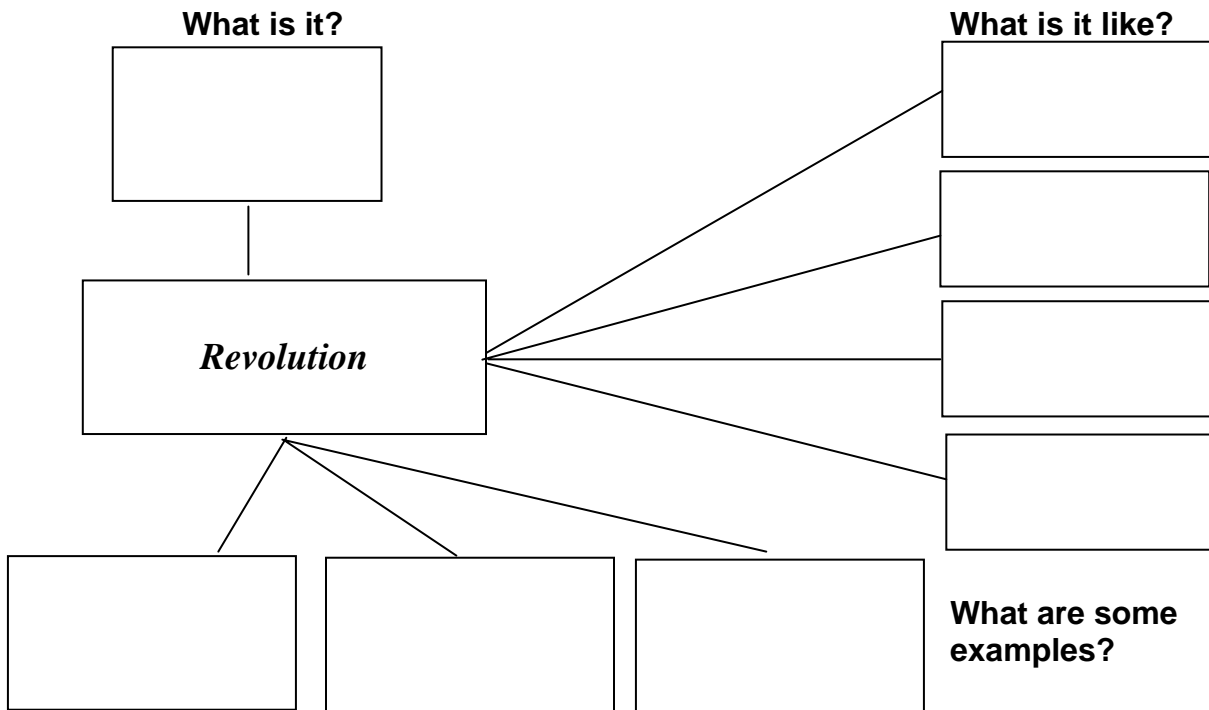 What is it?
What is it like?
Revolution
What are some
examples?